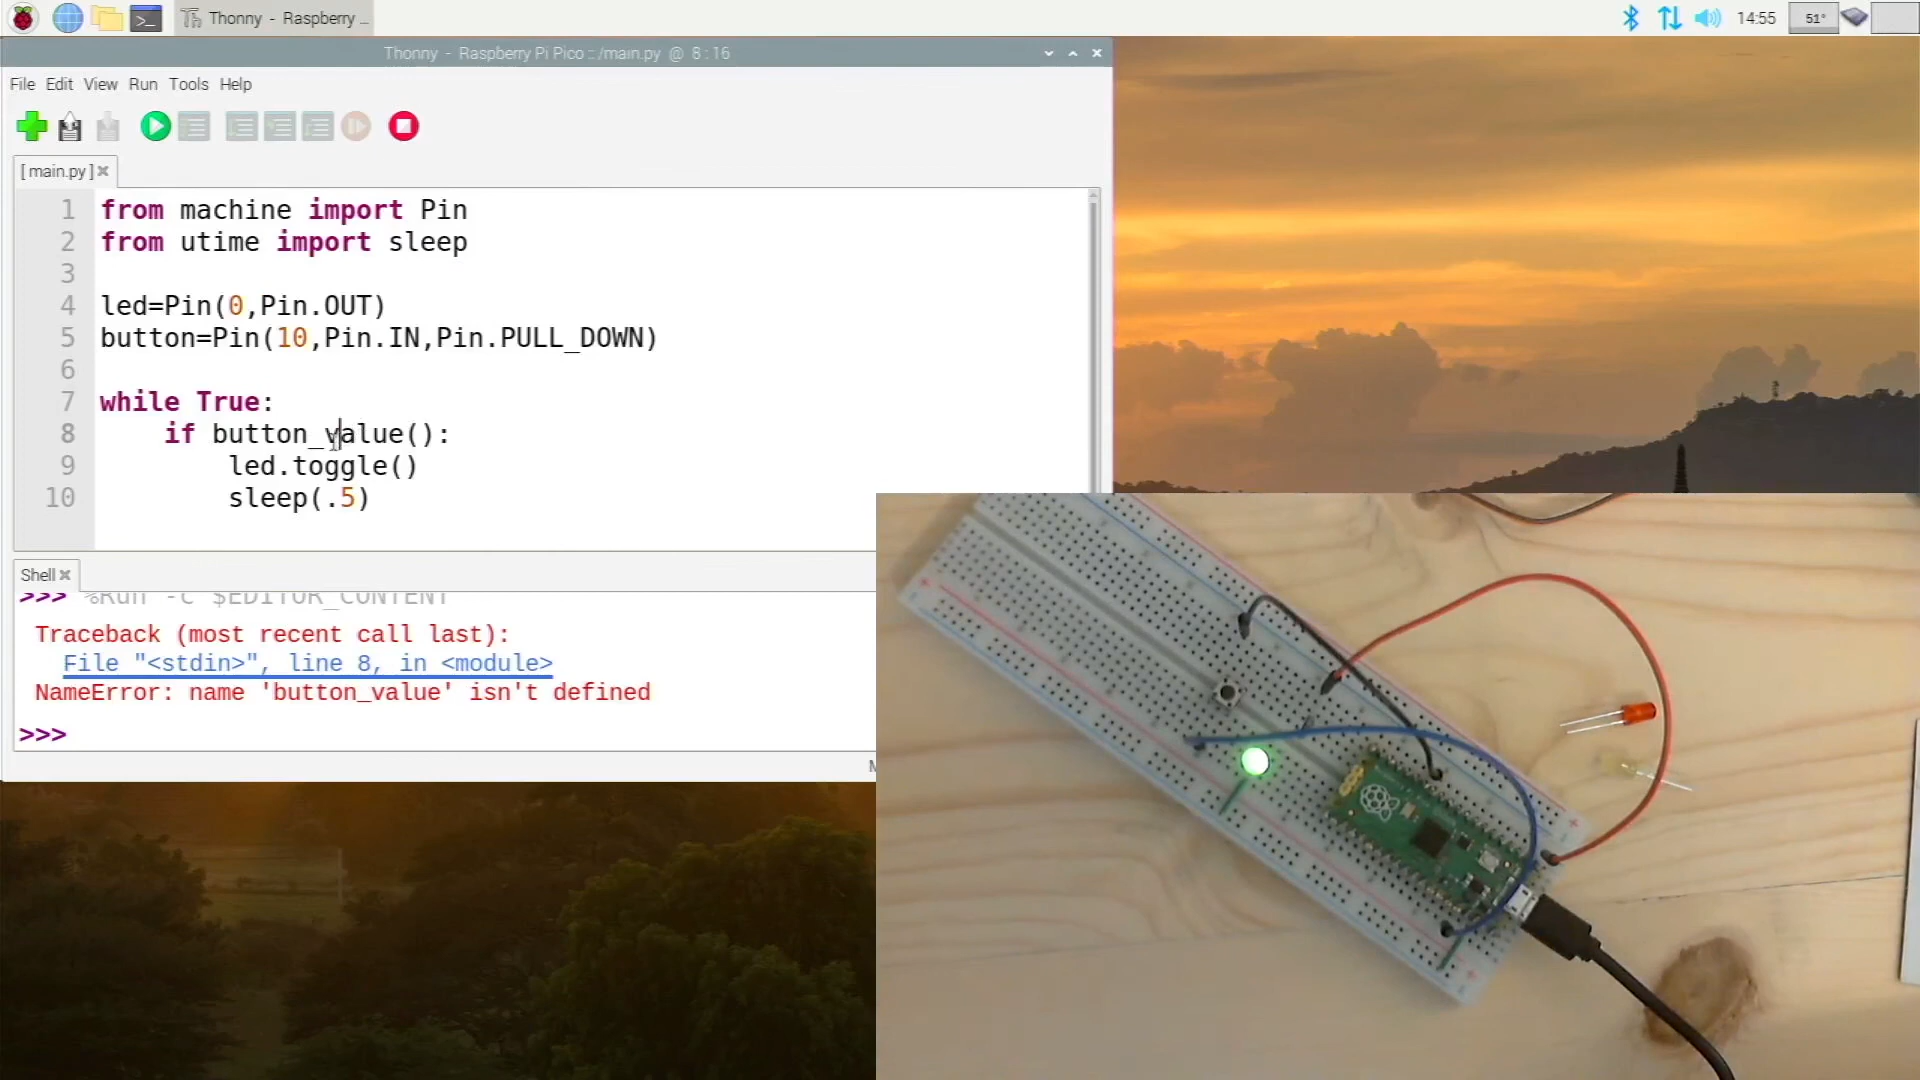 Thonny - Raspberry …
14:55
51°
Thonny - Raspberry Pi Pico :: /main.py @ 8:16
File Edit View Run Tools Help
[ main.py ]
1 from machine import Pin
2 from utime import sleep
3
4 led=Pin(0,Pin.OUT)
5 button=Pin(10,Pin.IN,Pin.PULL_DOWN)
6
7 while True:
8 if button_value():
9 led.toggle()
10 sleep(.5)
Shell
>>> %Run -c $EDITOR_CONTENT
Traceback (most recent call last):
File "<stdin>", line 8, in <module>
NameError: name 'button_value' isn't defined
>>>